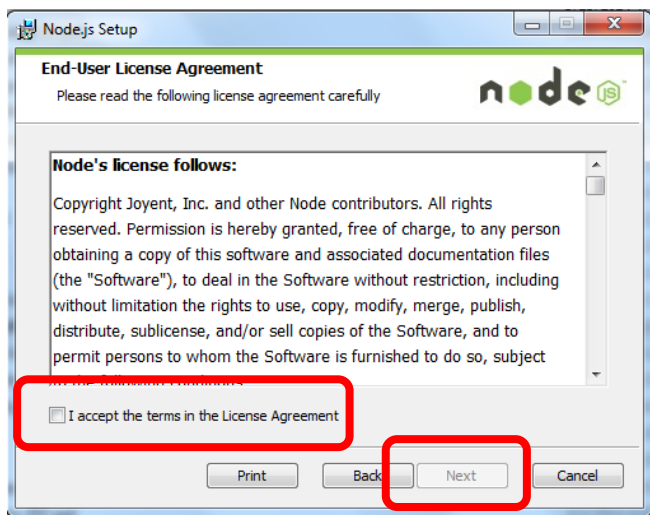 Node.js Setup
End-User License Agreement
Please read the following license agreement carefully
node JS
Node's license follows:
Copyright Joyent, Inc. and other Node contributors. All rights
reserved. Permission is hereby granted, free of charge, to any person
obtaining a copy of this software and associated documentation files
(the "Software"), to deal in the Software without restriction, including
without limitation the rights to use, copy, modify, merge, publish,
distribute, sublicense, and/or sell copies of the Software, and to
permit persons to whom the Software is furnished to do so, subject
to the following conditions
I accept the terms in the License Agreement
Print Back Next Cancel